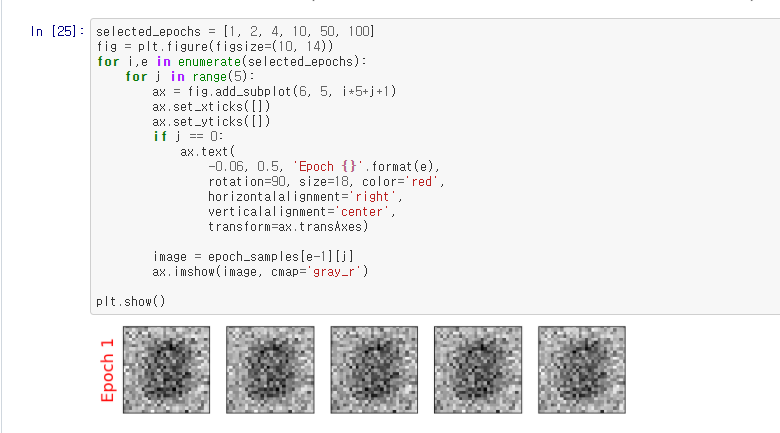 In [25]: selected_epochs = [1, 2, 4, 10, 50, 100]
fig = plt.figure(figsize=(10, 14))
for i,e in enumerate(selected_epochs):
    for j in range(5):
        ax = fig.add_subplot(6, 5, i*5+j+1)
        ax.set_xticks([])
        ax.set_yticks([])
        if j == 0:
            ax.text(
                -0.06, 0.5, 'Epoch {}'.format(e),
                rotation=90, size=18, color='red',
                horizontalalignment='right',
                verticalalignment='center',
                transform=ax.transAxes)

        image = epoch_samples[e-1][j]
        ax.imshow(image, cmap='gray_r')

plt.show()
Epoch 1